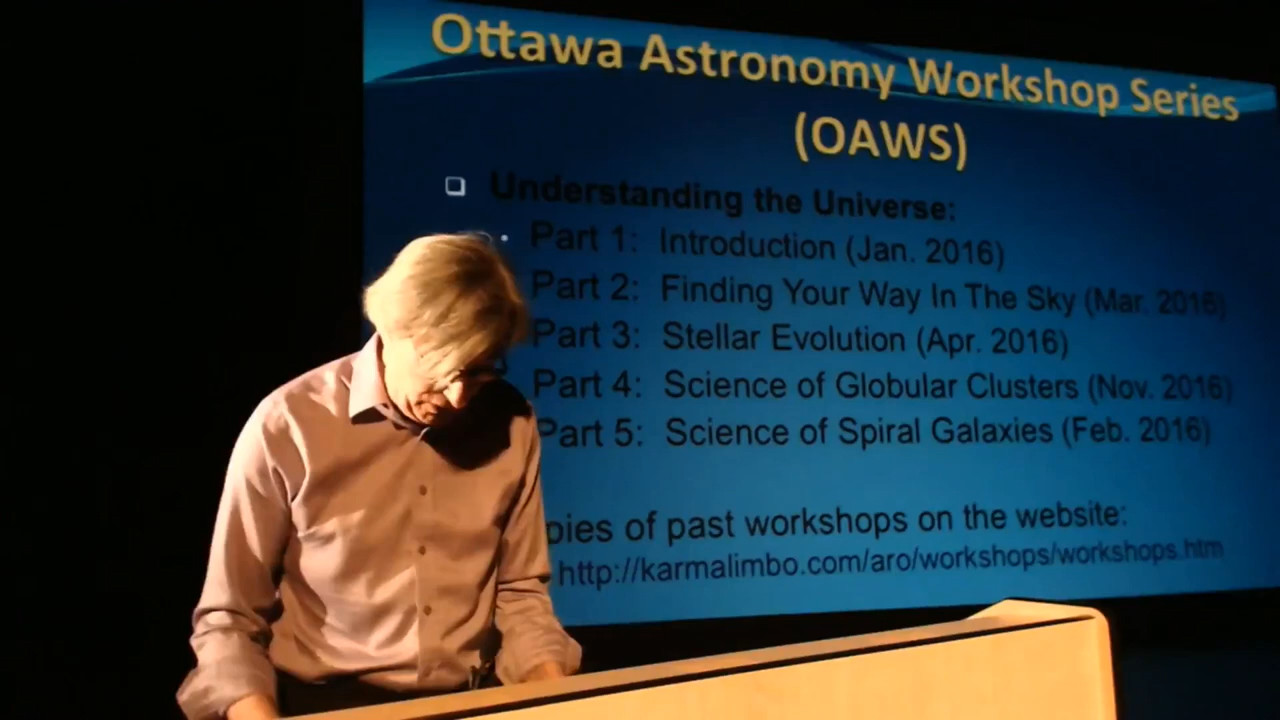 Ottawa Astronomy Workshop Series
(OAWS)
Understanding the Universe:
Part 1: Introduction (Jan. 2016)
Part 2: Finding Your Way In The Sky (Mar. 2016)
Part 3: Stellar Evolution (Apr. 2016)
Part 4: Science of Globular Clusters (Nov. 2016)
Part 5: Science of Spiral Galaxies (Feb. 2016)
pies of past workshops on the website:
http://karmalimbo.com/aro/workshops/workshops.htm